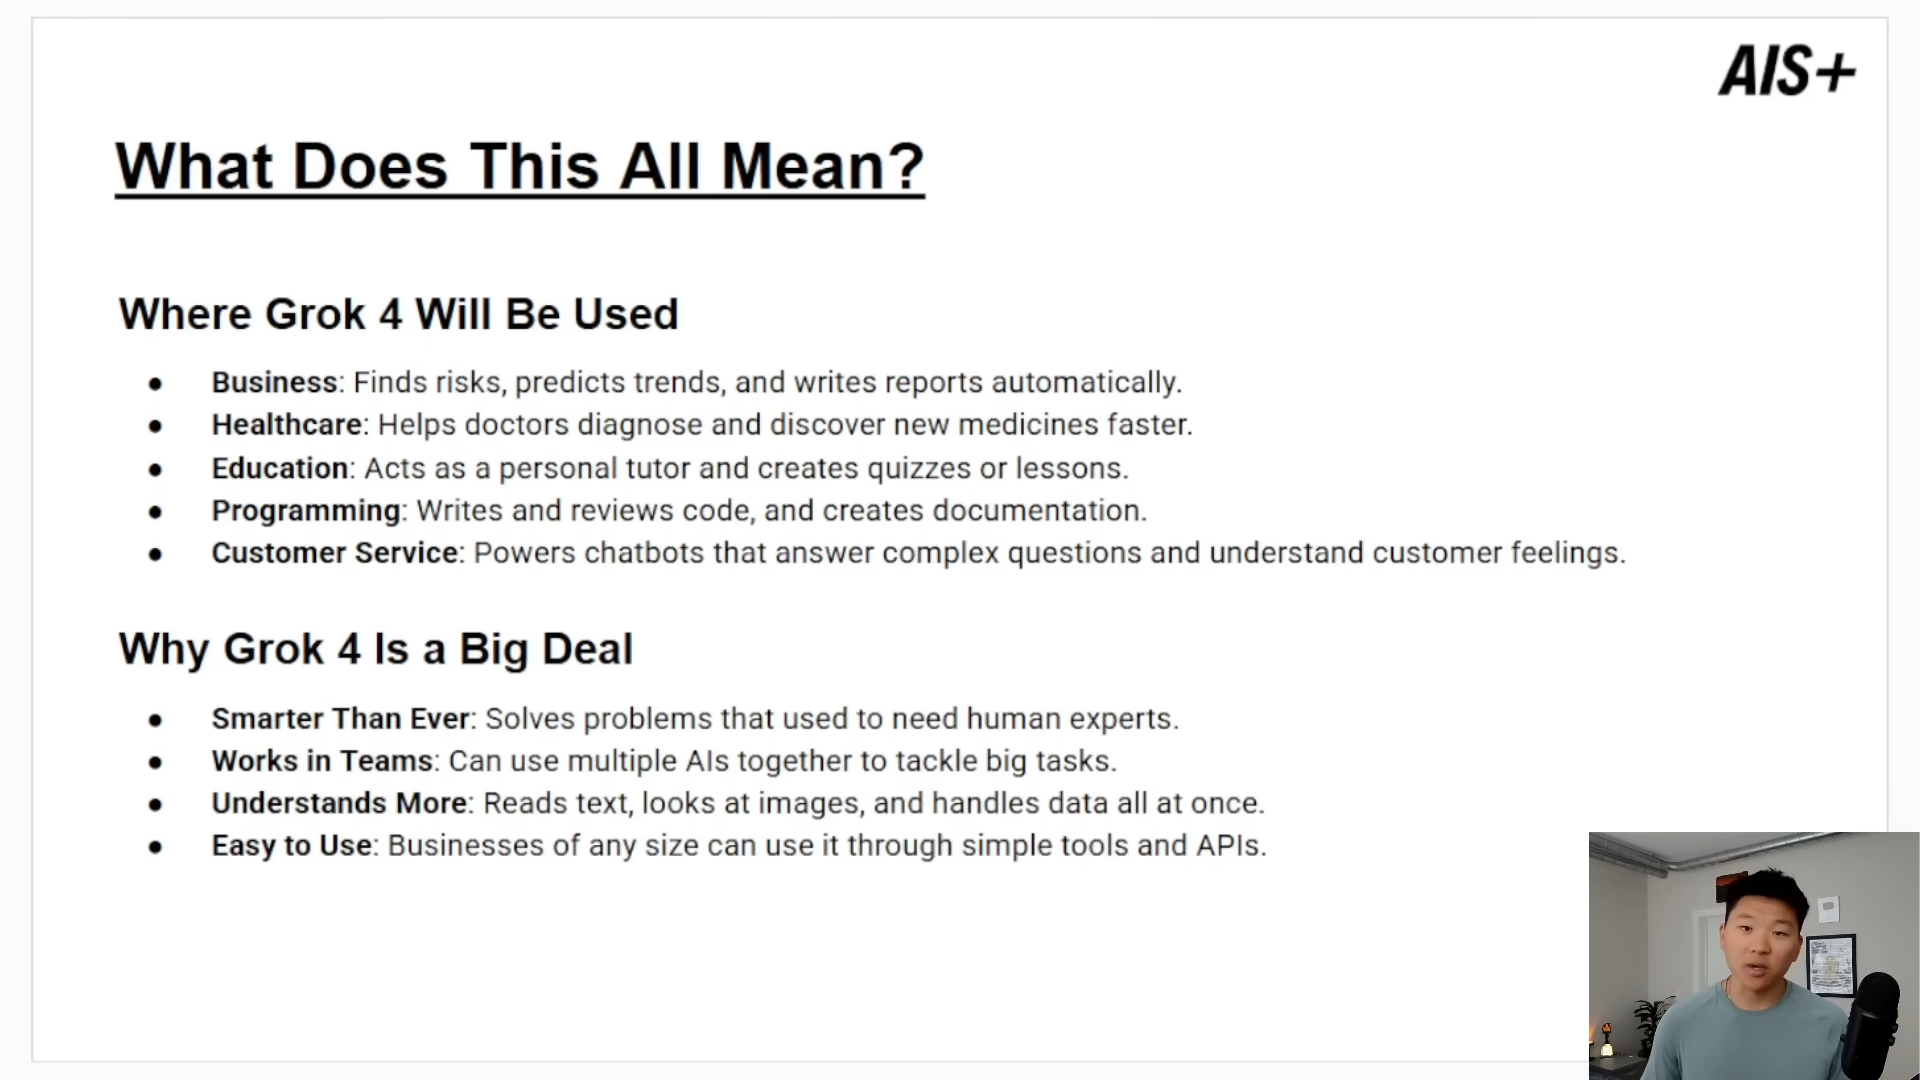 AIS+
What Does This All Mean?
Where Grok 4 Will Be Used
● Business: Finds risks, predicts trends, and writes reports automatically.
● Healthcare: Helps doctors diagnose and discover new medicines faster.
● Education: Acts as a personal tutor and creates quizzes or lessons.
● Programming: Writes and reviews code, and creates documentation.
● Customer Service: Powers chatbots that answer complex questions and understand customer feelings.
Why Grok 4 Is a Big Deal
● Smarter Than Ever: Solves problems that used to need human experts.
● Works in Teams: Can use multiple AIs together to tackle big tasks.
● Understands More: Reads text, looks at images, and handles data all at once.
● Easy to Use: Businesses of any size can use it through simple tools and APIs.